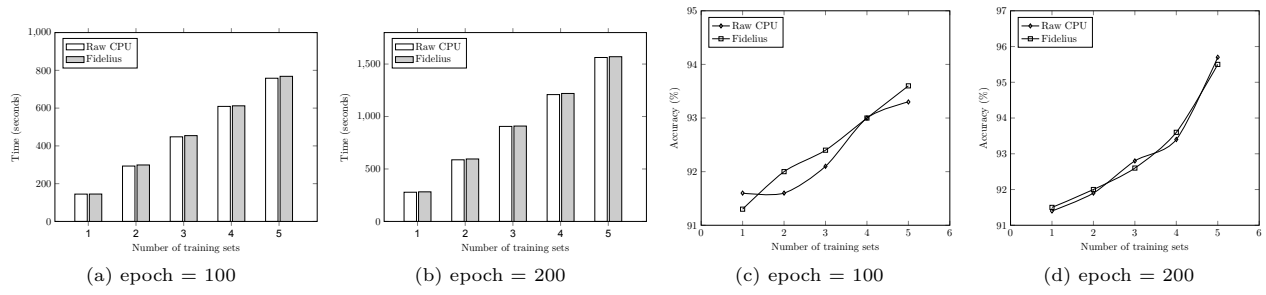 1,000
800
600
400
200
0
Time (seconds)
Raw CPU
Fidelius
1 2 3 4 5
Number of training sets
(a) epoch = 100
1,500
1,000
500
0
Time (seconds)
Raw CPU
Fidelius
1 2 3 4 5
Number of training sets
(b) epoch = 200
95
94
93
92
91
Accuracy (%)
Raw CPU
Fidelius
0 1 2 3 4 5 6
Number of training sets
(c) epoch = 100
97
96
95
94
93
92
91
Accuracy (%)
Raw CPU
Fidelius
0 1 2 3 4 5 6
Number of training sets
(d) epoch = 200